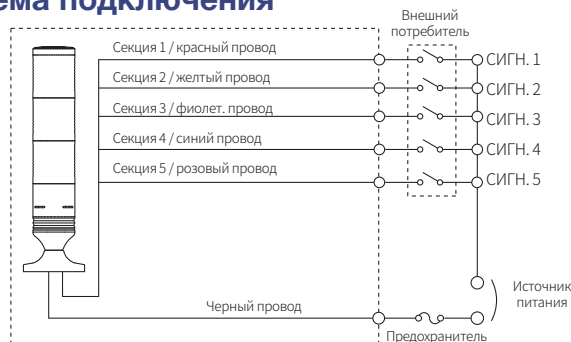 ема подключения
Внешний
потребитель
Секция 1 / красный провод
СИГН. 1
Секция 2 / желтый провод
СИГН. 2
Секция 3 / фиолет. провод
СИГН. 3
Секция 4 / синий провод
СИГН. 4
Секция 5 / розовый провод
СИГН. 5
Источник
питания
Черный провод
Предохранитель